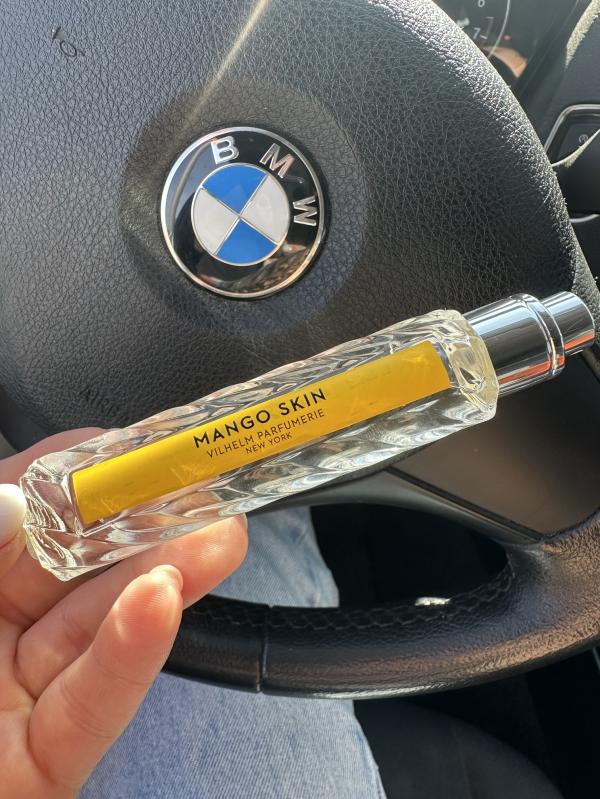 BMW
MANGO SKIN
VILHELM PARFUMERIE
NEW YORK